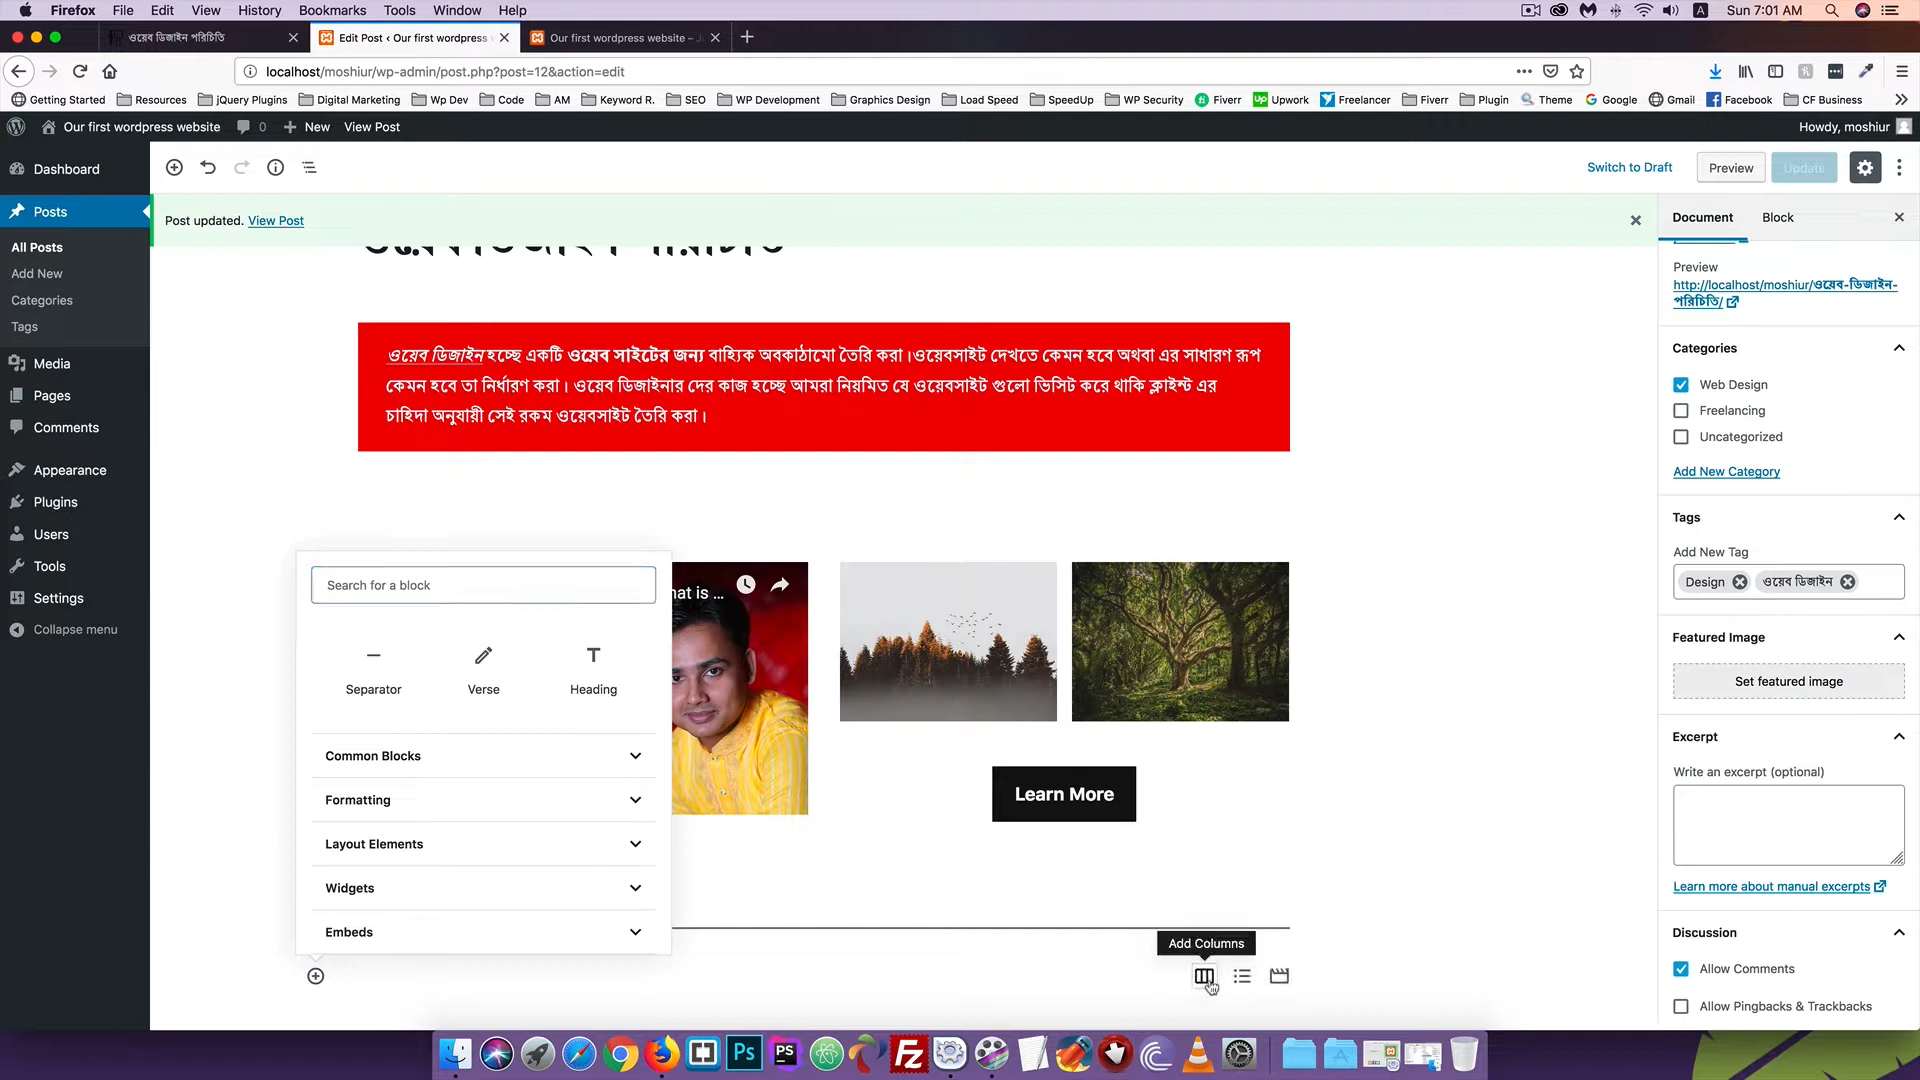 Firefox File Edit View History Bookmarks Tools Window Help Sun 7:01 AM
ওয়েব ডিজাইন পরিচিতি Edit Post ‹ Our first wordpress Our first wordpress website –
localhost/moshiur/wp-admin/post.php?post=12&action=edit
Getting Started Resources jQuery Plugins Digital Marketing Wp Dev Code AM Keyword R. SEO WP Development Graphics Design Load Speed SpeedUp WP Security Fiverr Upwork Freelancer Fiverr Plugin Theme Google Gmail Facebook CF Business
Our first wordpress website 0 New View Post Howdy, moshiur
Dashboard
Posts
All Posts
Add New
Categories
Tags
Media
Pages
Comments
Appearance
Plugins
Users
Tools
Settings
Collapse menu
Switch to Draft Preview Update
Post updated. View Post
ওয়েব ডিজাইন পরিচিতি
ওয়েব ডিজাইন হচ্ছে একটি ওয়েব সাইটের জন্য বাহ্যিক অবকাঠামো তৈরি করা।ওয়েবসাইট দেখতে কেমন হবে অথবা এর সাধারণ রূপ
কেমন হবে তা নির্ধারণ করা। ওয়েব ডিজাইনার দের কাজ হচ্ছে আমরা নিয়মিত যে ওয়েবসাইট গুলো ভিসিট করে থাকি ক্লাইন্ট এর
চাহিদা অনুযায়ী সেই রকম ওয়েবসাইট তৈরি করা।
Search for a block
Separator Verse Heading
Common Blocks
Formatting
Layout Elements
Widgets
Embeds
hat is ...
Learn More
Add Columns
Document Block
Preview
http://localhost/moshiur/ওয়েব-ডিজাইন-
পরিচিতি/
Categories
Web Design
Freelancing
Uncategorized
Add New Category
Tags
Add New Tag
Design ওয়েব ডিজাইন
Featured Image
Set featured image
Excerpt
Write an excerpt (optional)
Learn more about manual excerpts
Discussion
Allow Comments
Allow Pingbacks & Trackbacks
Ps PS FZ